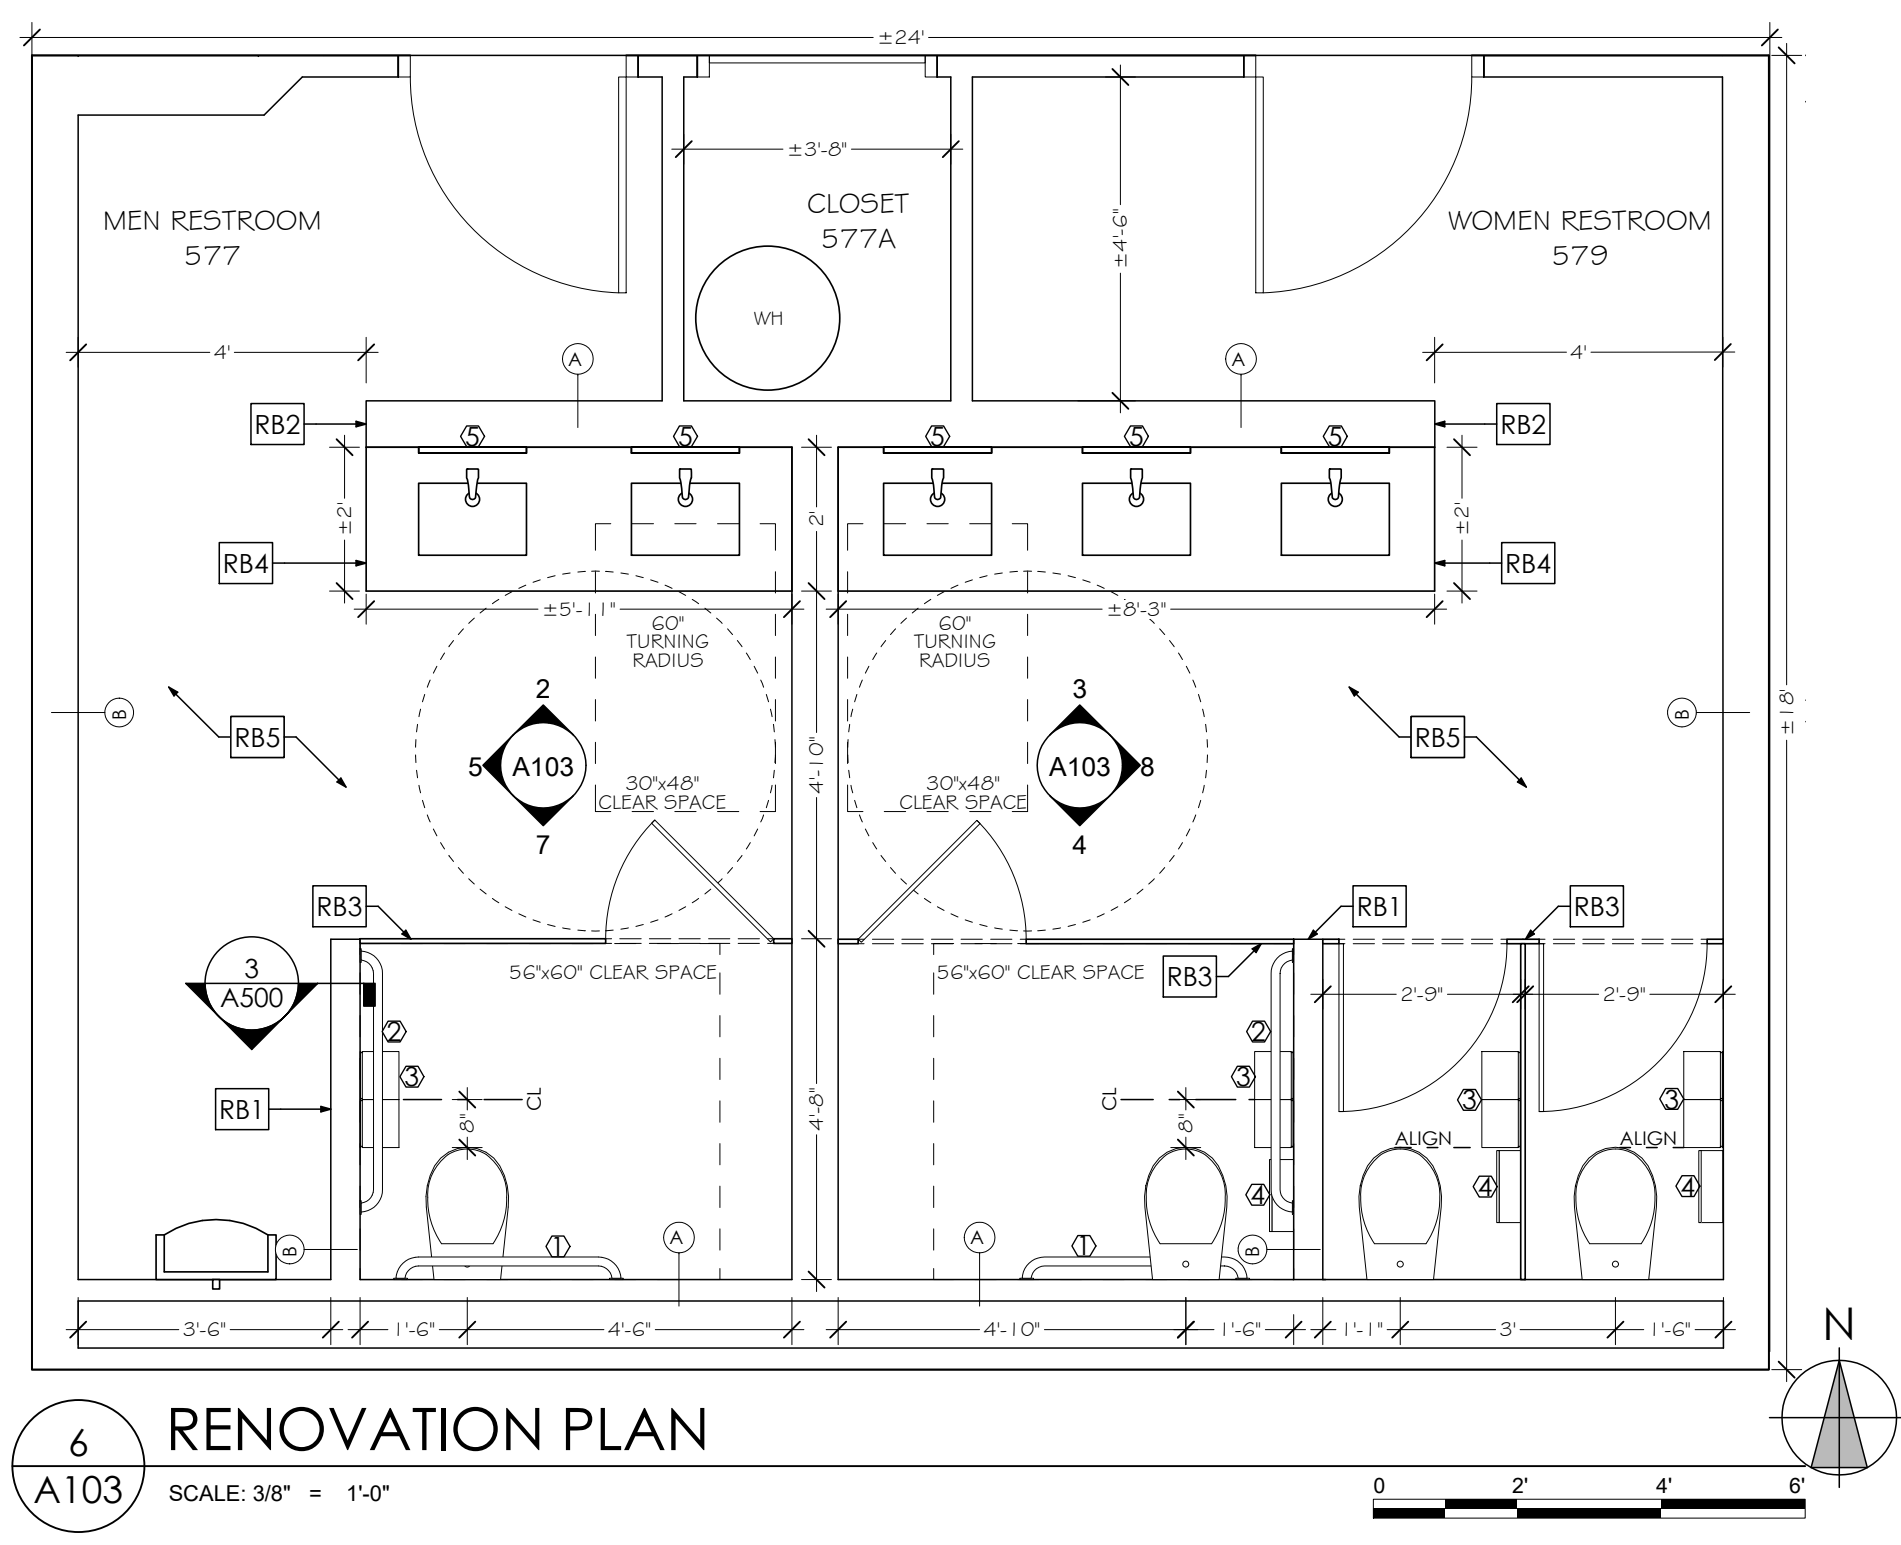 ±24'
±3'-8"
MEN RESTROOM
577
CLOSET
577A
±4'-6"
WOMEN RESTROOM
579
WH
4'
A
A
4'
RB2
5
5
5
5
5
RB2
±2'
2'
±2'
RB4
RB4
±5'-11"
±8'-3"
60"
TURNING
RADIUS
60"
TURNING
RADIUS
B
RB5
2
5
A103
7
30"x48"
CLEAR SPACE
4'-10"
30"x48"
CLEAR SPACE
3
A103
8
4
RB5
B
±18'
RB3
RB1
RB3
3
A500
56"x60" CLEAR SPACE
56"x60" CLEAR SPACE
RB3
2'-9"
2'-9"
2
2
3
3
3
3
RB1
8"
CL
4'-8"
CL
8"
ALIGN
ALIGN
4
4
4
B
1
A
A
1
B
3'-6"
1'-6"
4'-6"
4'-10"
1'-6"
1'-1"
3'
1'-6"
N
6
A103
RENOVATION PLAN
SCALE: 3/8" = 1'-0"
0 2' 4' 6'